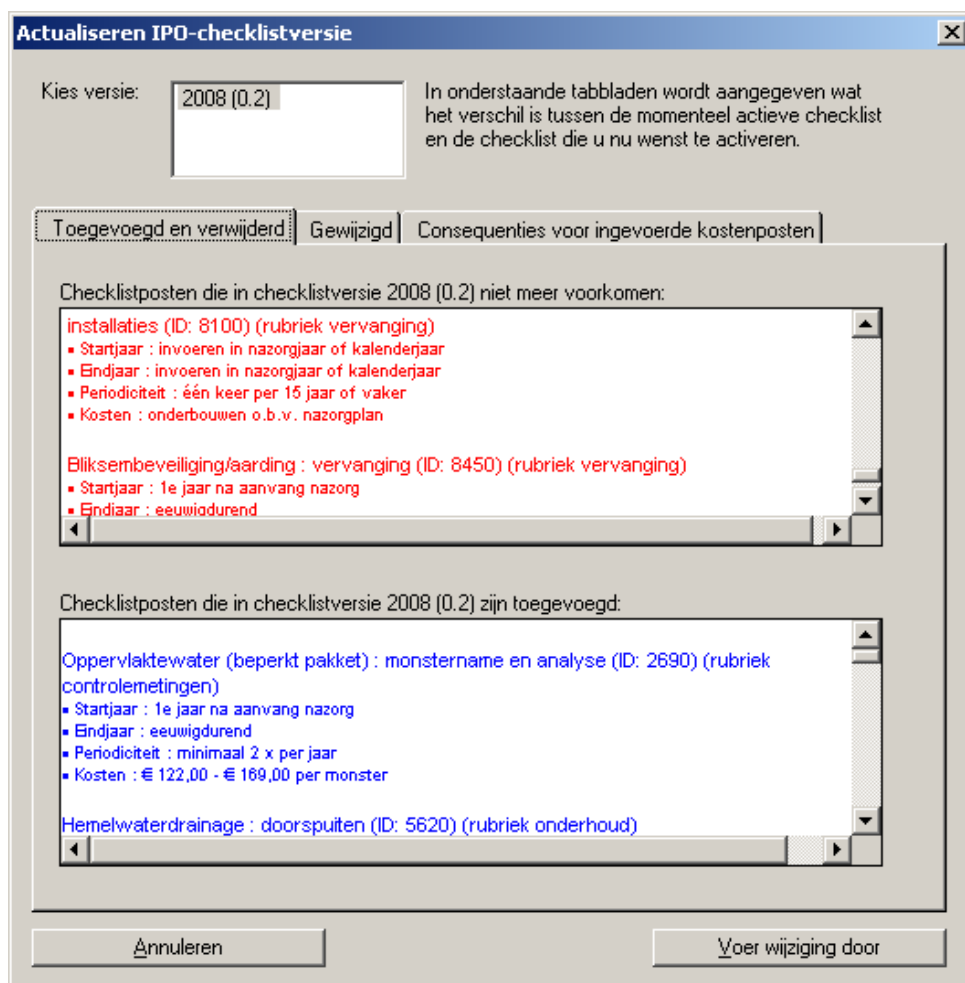 Actualiseren IPO-checklistversie
Kies versie:
2008 (0.2)
In onderstaande tabbladen wordt aangegeven wat
het verschil is tussen de momenteel actieve checklist
en de checklist die u nu wenst te activeren.
Toegevoegd en verwijderd
Gewijzigd
Consequenties voor ingevoerde kostenposten
Checklistposten die in checklistversie 2008 (0.2) niet meer voorkomen:
installaties (ID: 8100) (rubriek vervanging)
▪ Startjaar : invoeren in nazorgjaar of kalenderjaar
▪ Eindjaar : invoeren in nazorgjaar of kalenderjaar
▪ Periodiciteit : één keer per 15 jaar of vaker
▪ Kosten : onderbouwen o.b.v. nazorgplan
Bliksembeveiliging/aarding : vervanging (ID: 8450) (rubriek vervanging)
▪ Startjaar : 1e jaar na aanvang nazorg
▪ Eindjaar : eeuwigdurend
Checklistposten die in checklistversie 2008 (0.2) zijn toegevoegd:
Oppervlaktewater (beperkt pakket) : monstername en analyse (ID: 2690) (rubriek
controlemetingen)
▪ Startjaar : 1e jaar na aanvang nazorg
▪ Eindjaar : eeuwigdurend
▪ Periodiciteit : minimaal 2 x per jaar
▪ Kosten : € 122,00 - € 169,00 per monster
Hemelwaterdrainage : doorspuiten (ID: 5620) (rubriek onderhoud)
Annuleren
Voer wijziging door